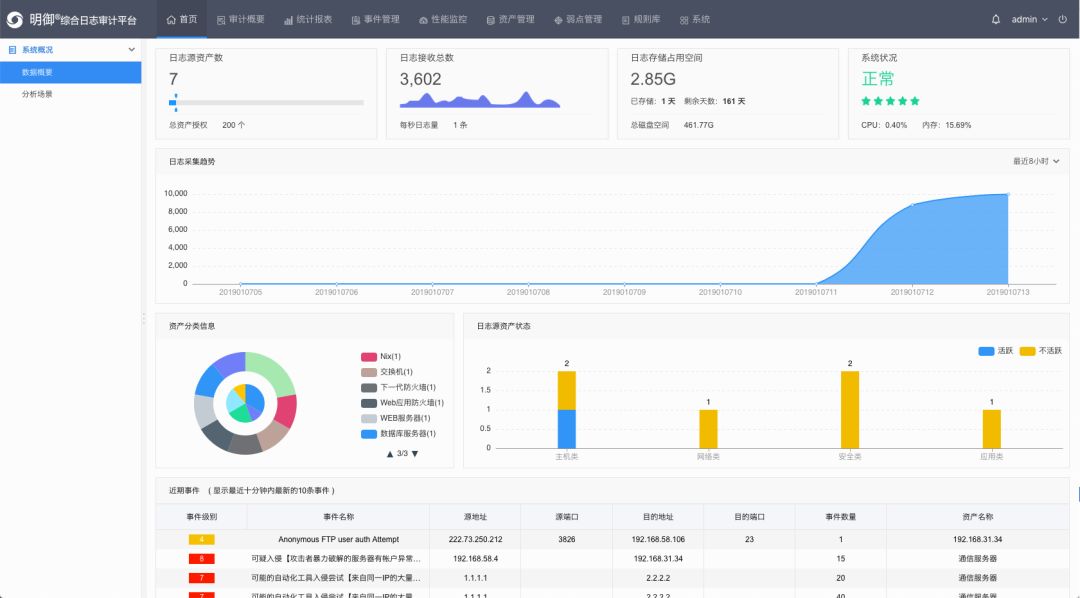 明御®综合日志审计平台 首页 审计概要 统计报表 事件管理 性能监控 资产管理 弱点管理 规则库 系统 admin
系统概况
数据概要
分析场景
日志源资产数 日志接收总数 日志存储占用空间 系统状况
7 3,602 2.85G 正常
已存储: 1 天 剩余天数: 161 天
总资产授权 200 个 每秒日志量 1 条 总磁盘空间 461.77G CPU: 0.40% 内存: 15.69%
日志采集趋势 最近8小时
10,000
8,000
6,000
4,000
2,000
0
2019010705 2019010706 2019010707 2019010708 2019010709 2019010710 2019010711 2019010712 2019010713
资产分类信息
Nix(1)
交换机(1)
下一代防火墙(1)
Web应用防火墙(1)
WEB服务器(1)
数据库服务器(1)
3/3
日志源资产状态
活跃 不活跃
2 2
1 1
2
1.5
1
0.5
0
主机类 网络类 安全类 应用类
近期事件 ( 显示最近十分钟内最新的10条事件 )
事件级别 事件名称 源地址 源端口 目的地址 目的端口 事件数量 资产名称
4 Anonymous FTP user auth Attempt 222.73.250.212 3826 192.168.58.106 23 1 192.168.31.34
8 可疑入侵【攻击者暴力破解的服务器有帐户异常... 192.168.58.4 192.168.31.34 15 通信服务器
7 可能的自动化工具入侵尝试【来自同一IP的大量... 1.1.1.1 2.2.2.2 20 通信服务器
7 可能的自动化工具入侵尝试【来自同一IP的大量... 1.1.1.1 2.2.2.2 40 通信服务器